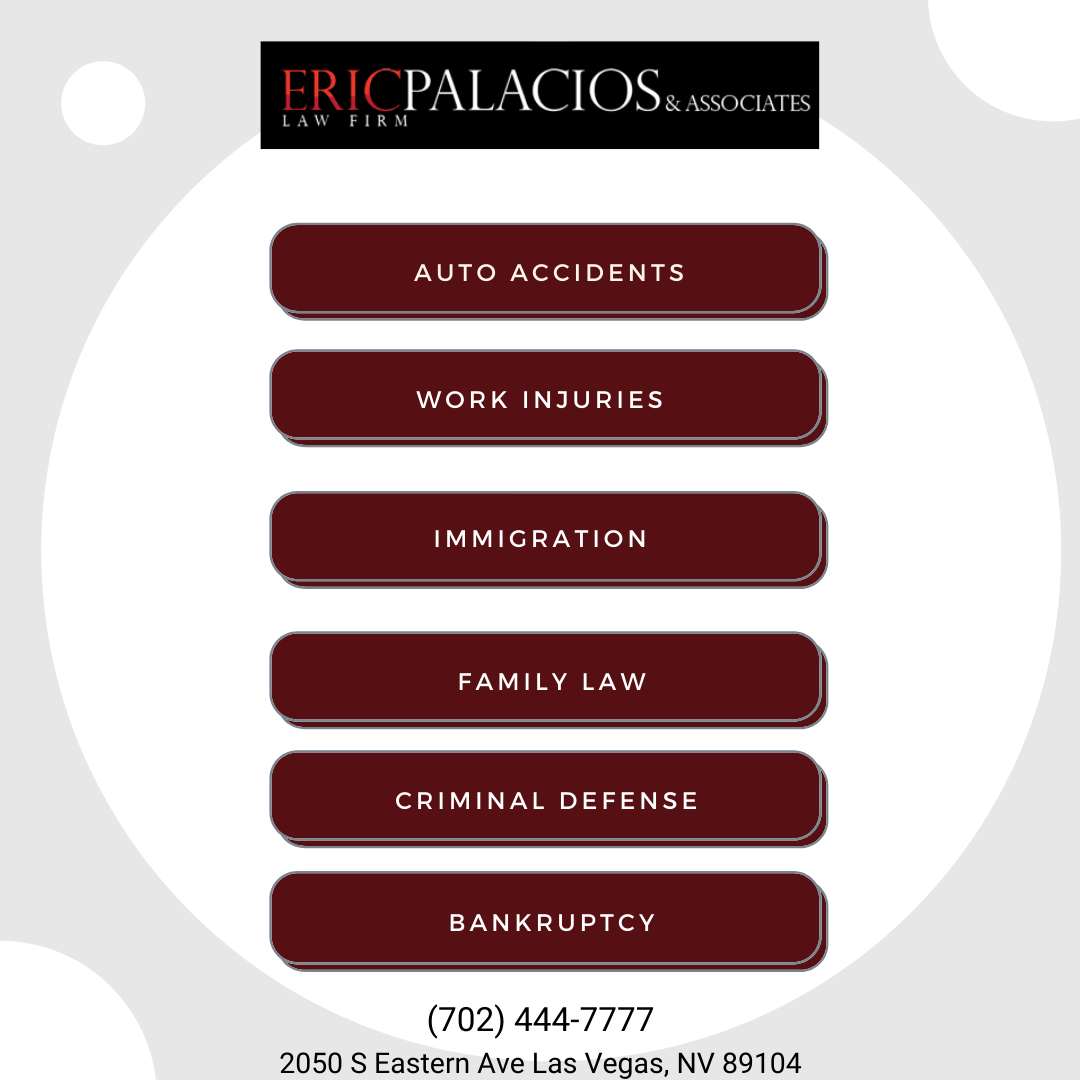 ERICPALACIOS & ASSOCIATES
LAW FIRM
AUTO ACCIDENTS
WORK INJURIES
IMMIGRATION
FAMILY LAW
CRIMINAL DEFENSE
BANKRUPTCY
(702) 444-7777
2050 S Eastern Ave Las Vegas, NV 89104